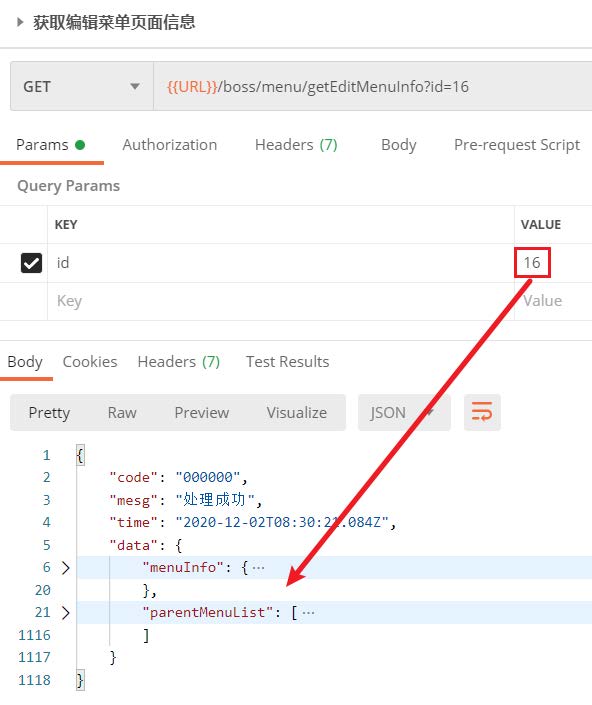 获取编辑菜单页面信息
GET {{URL}}/boss/menu/getEditMenuInfo?id=16
Params Authorization Headers (7) Body Pre-request Script
Query Params
KEY VALUE
id 16
Key Value
Body Cookies Headers (7) Test Results
Pretty Raw Preview Visualize JSON
1 {
2 "code": "000000",
3 "mesg": "处理成功",
4 "time": "2020-12-02T08:30:21.084Z",
5 "data": {
6 "menuInfo": {…
20 },
21 "parentMenuList": […
1116 ]
1117 }
1118 }